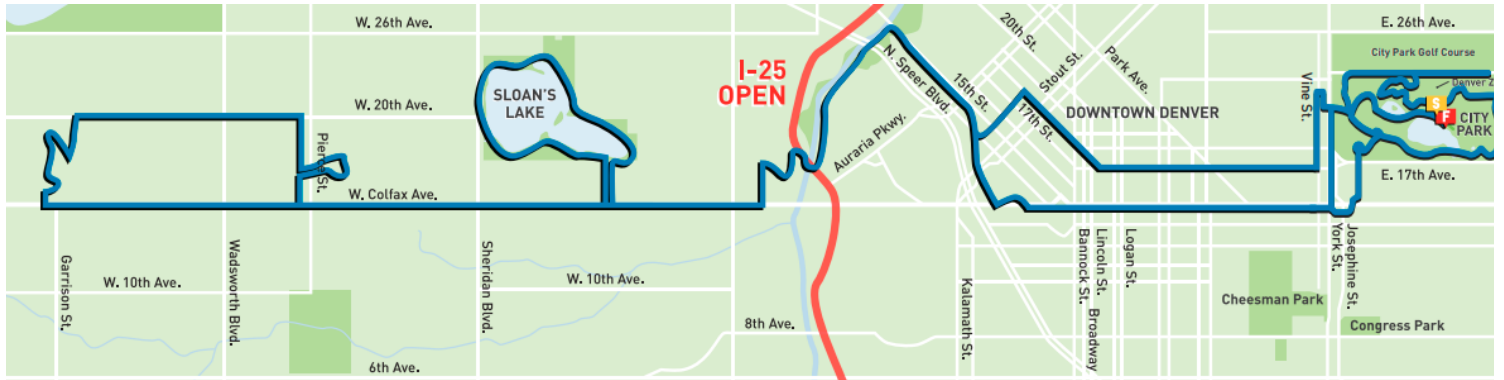 W. 26th Ave.
E. 26th Ave.
20th St.
Park Ave.
City Park Golf Course
I-25
OPEN
N. Speer Blvd.
Stout St.
Vine St.
Denver Z
SLOAN'S
LAKE
W. 20th Ave.
15th St.
17th St.
DOWNTOWN DENVER
S
F
CITY
PARK
Auraria Pkwy.
Pierce St.
W. Colfax Ave.
E. 17th Ave.
Garrison St.
Wadsworth Blvd.
Sheridan Blvd.
W. 10th Ave.
W. 10th Ave.
Kalamath St.
Bannock St.
Lincoln St.
Broadway
Logan St.
York St.
Josephine St.
Cheesman Park
Congress Park
8th Ave.
6th Ave.